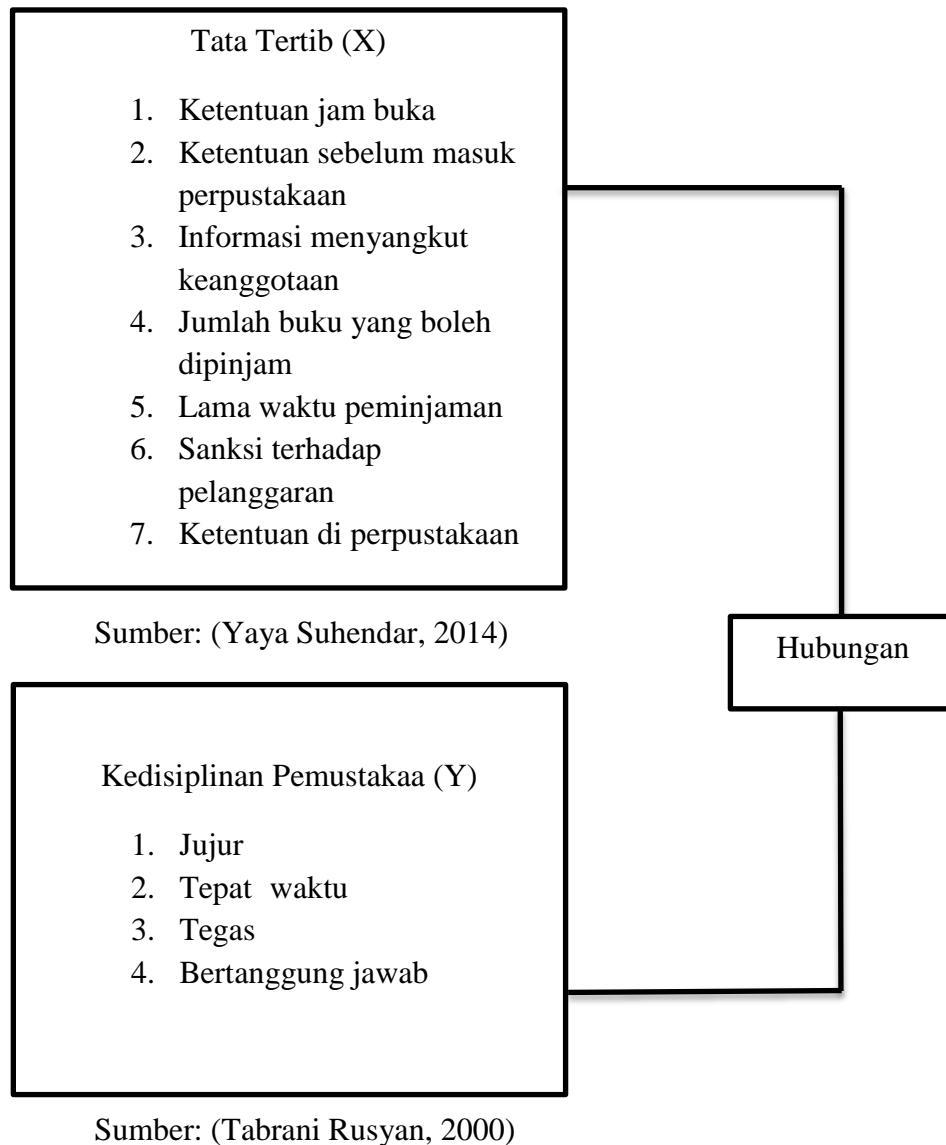 Tata Tertib (X)
1. Ketentuan jam buka
2. Ketentuan sebelum masuk
perpustakaan
3. Informasi menyangkut
keanggotaan
4. Jumlah buku yang boleh
dipinjam
5. Lama waktu peminjaman
6. Sanksi terhadap
pelanggaran
7. Ketentuan di perpustakaan
Sumber: (Yaya Suhendar, 2014)
Hubungan
Kedisiplinan Pemustakaa (Y)
1. Jujur
2. Tepat waktu
3. Tegas
4. Bertanggung jawab
Sumber: (Tabrani Rusyan, 2000)